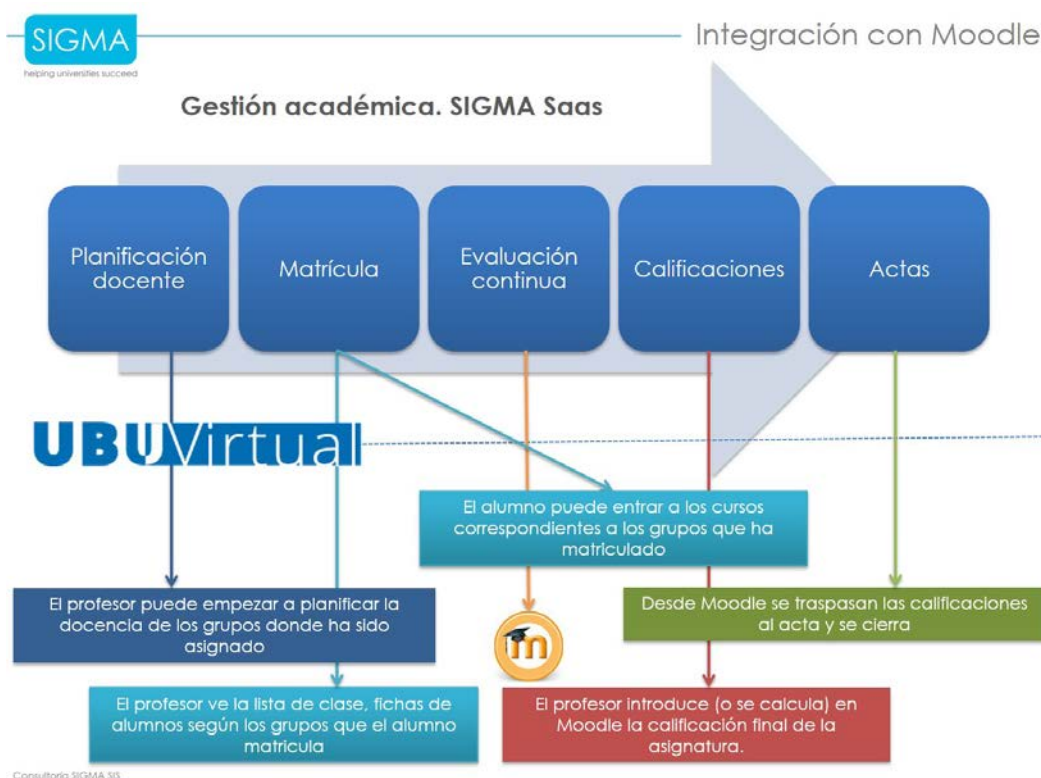 SIGMA
helping universities succeed
Integración con Moodle
Gestión académica. SIGMA Saas
Planificación
docente
Matrícula
Evaluación
continua
Calificaciones
Actas
UBUVirtual
El alumno puede entrar a los cursos
correspondientes a los grupos que ha
matriculado
El profesor puede empezar a planificar la
docencia de los grupos donde ha sido
asignado
m
Desde Moodle se traspasan las calificaciones
al acta y se cierra
El profesor ve la lista de clase, fichas de
alumnos según los grupos que el alumno
matricula
El profesor introduce (o se calcula) en
Moodle la calificación final de la
asignatura.
Consultoría SIGMA SIS